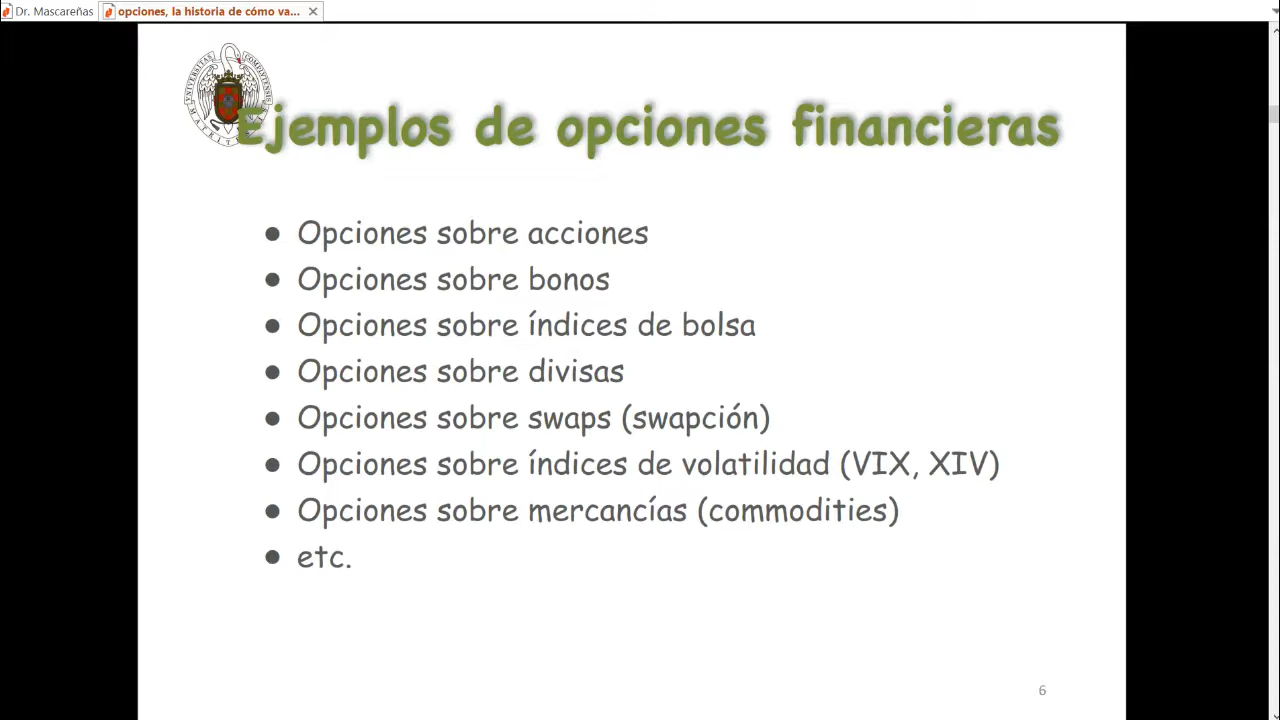 Dr. Mascareñas
opciones, la historia de cómo va...
Ejemplos de opciones financieras
● Opciones sobre acciones
● Opciones sobre bonos
● Opciones sobre índices de bolsa
● Opciones sobre divisas
● Opciones sobre swaps (swapción)
● Opciones sobre índices de volatilidad (VIX, XIV)
● Opciones sobre mercancías (commodities)
● etc.
6